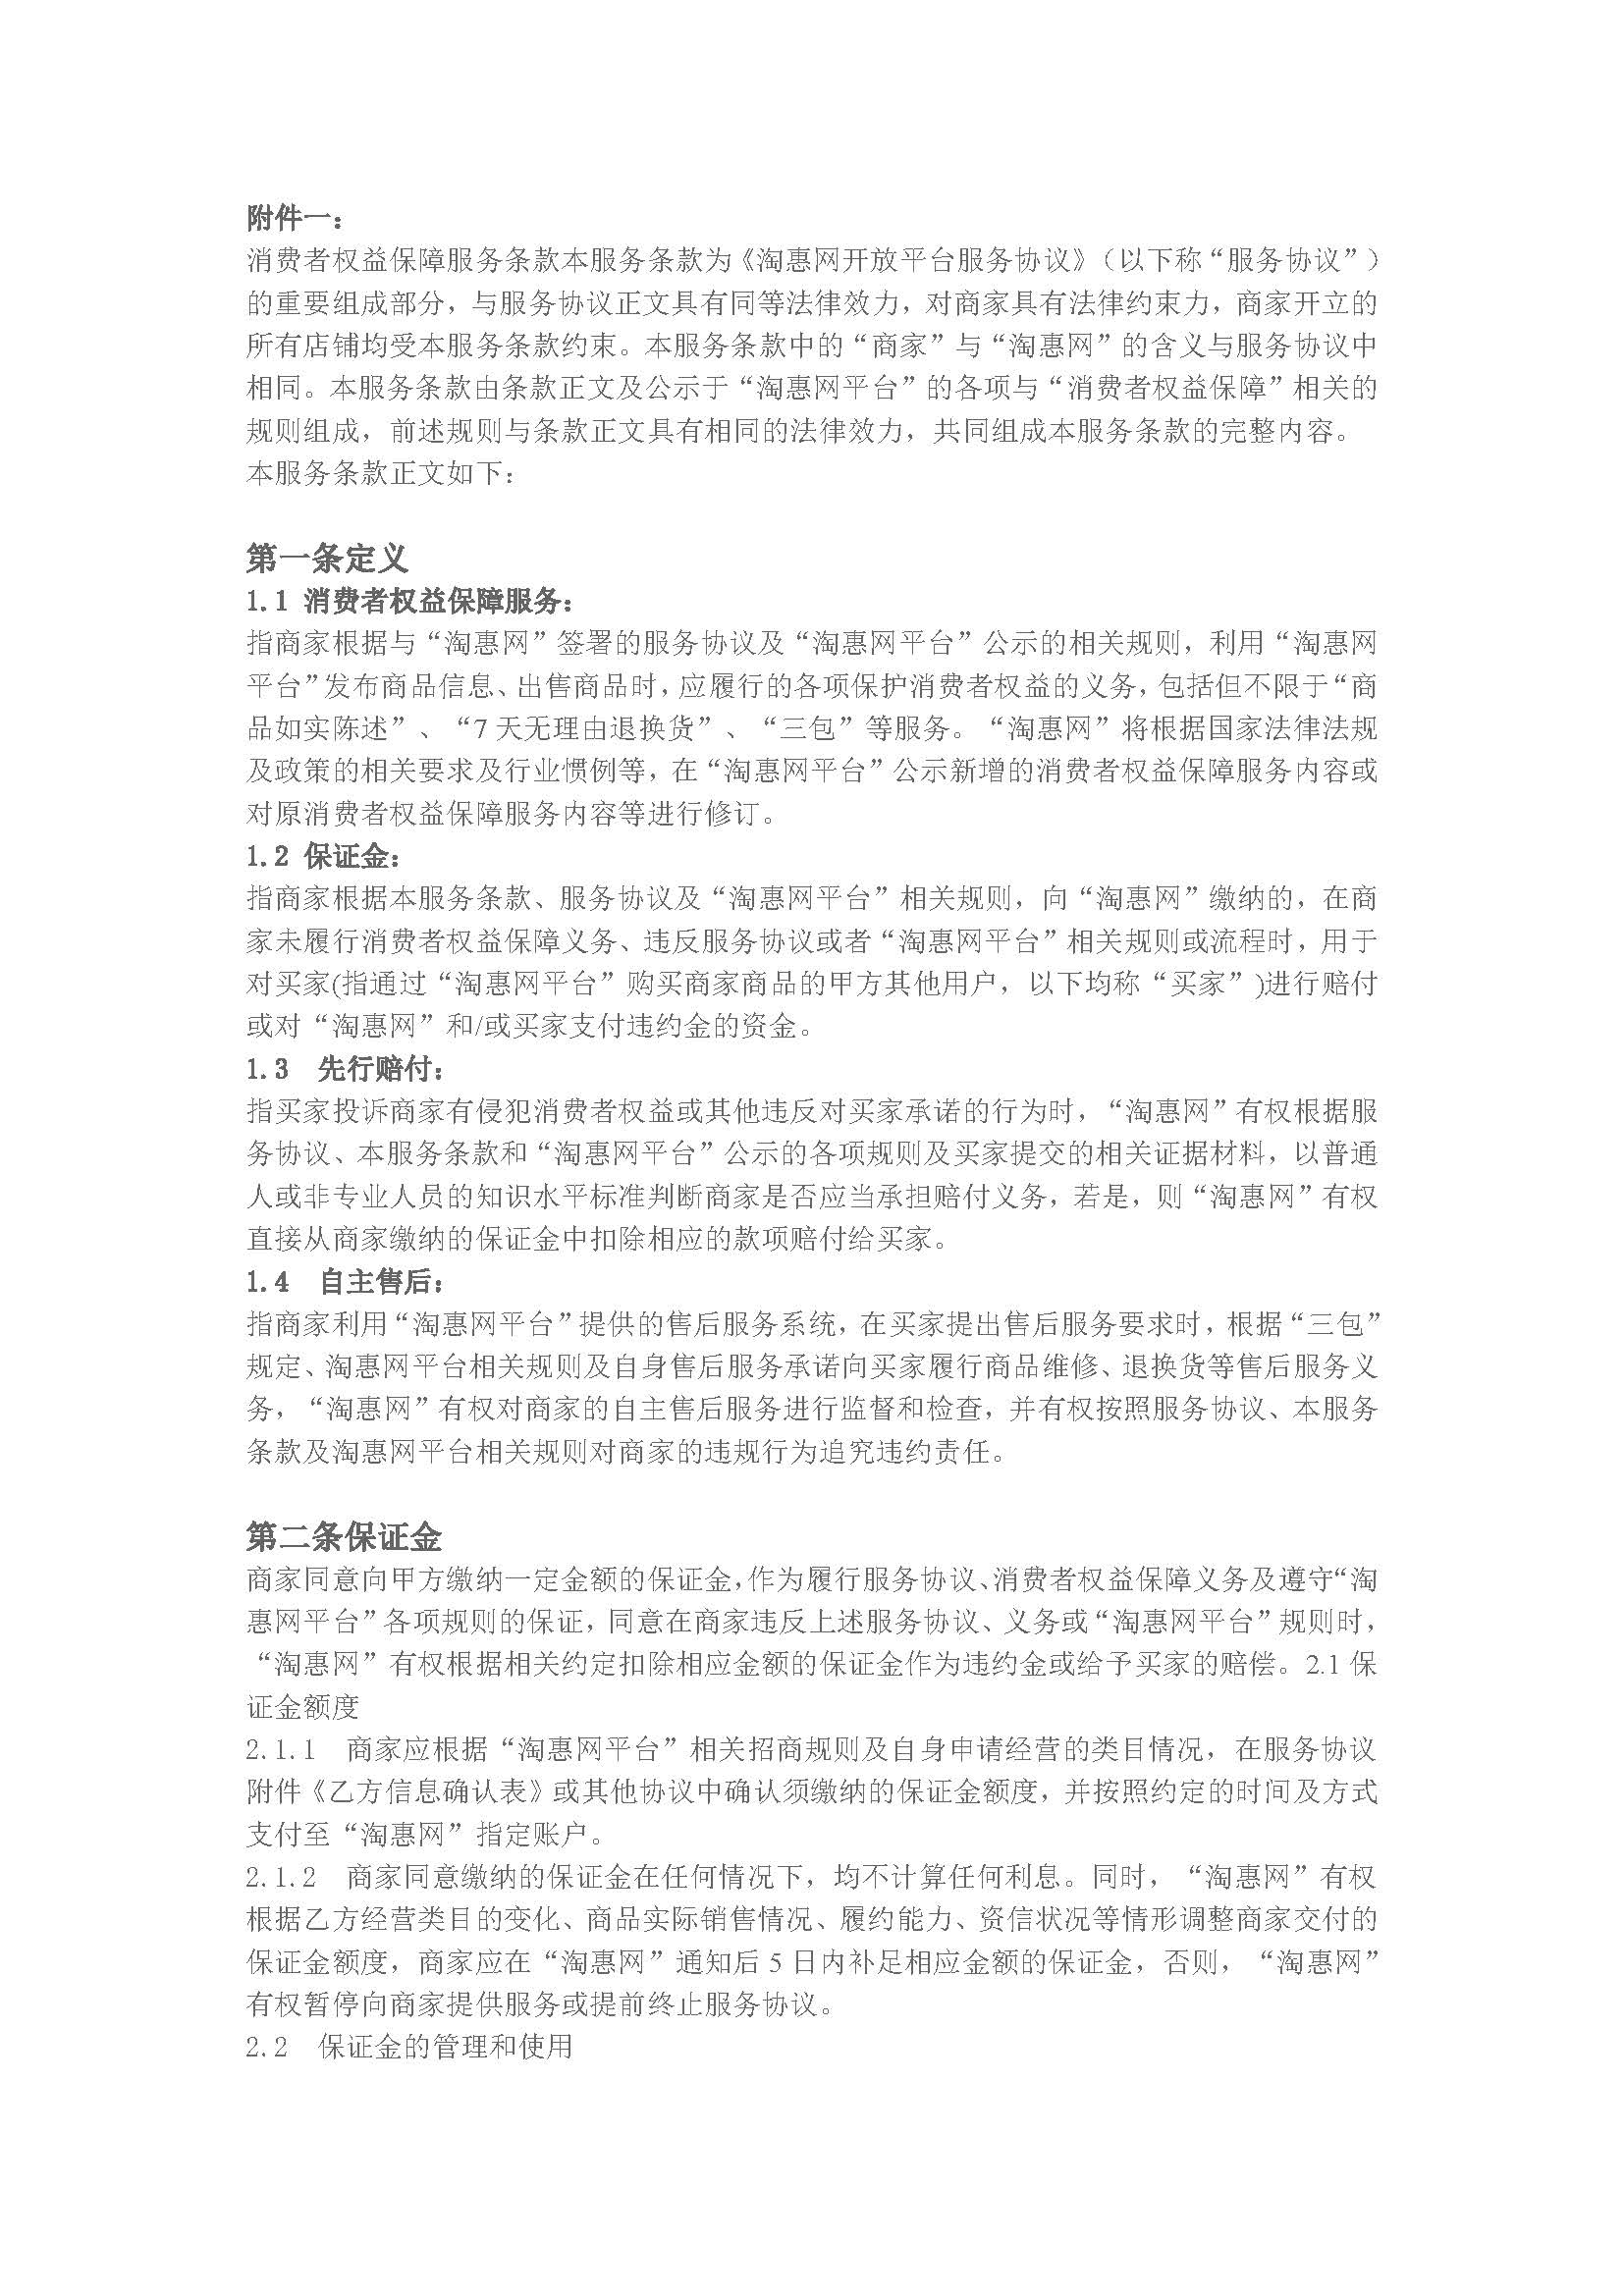 附件一：
消费者权益保障服务条款本服务条款为《淘惠网开放平台服务协议》（以下称“服务协议”）
的重要组成部分，与服务协议正文具有同等法律效力，对商家具有法律约束力，商家开立的
所有店铺均受本服务条款约束。本服务条款中的“商家”与“淘惠网”的含义与服务协议中
相同。本服务条款由条款正文及公示于“淘惠网平台”的各项与“消费者权益保障”相关的
规则组成，前述规则与条款正文具有相同的法律效力，共同组成本服务条款的完整内容。
本服务条款正文如下：
第一条定义
1.1 消费者权益保障服务：
指商家根据与“淘惠网”签署的服务协议及“淘惠网平台”公示的相关规则，利用“淘惠网
平台”发布商品信息、出售商品时，应履行的各项保护消费者权益的义务，包括但不限于“商
品如实陈述”、“7 天无理由退换货”、“三包”等服务。“淘惠网”将根据国家法律法规
及政策的相关要求及行业惯例等，在“淘惠网平台”公示新增的消费者权益保障服务内容或
对原消费者权益保障服务内容等进行修订。
1.2 保证金：
指商家根据本服务条款、服务协议及“淘惠网平台”相关规则，向“淘惠网”缴纳的，在商
家未履行消费者权益保障义务、违反服务协议或者“淘惠网平台”相关规则或流程时，用于
对买家(指通过“淘惠网平台”购买商家商品的甲方其他用户，以下均称“买家”)进行赔付
或对“淘惠网”和/或买家支付违约金的资金。
1.3 先行赔付：
指买家投诉商家有侵犯消费者权益或其他违反对买家承诺的行为时，“淘惠网”有权根据服
务协议、本服务条款和“淘惠网平台”公示的各项规则及买家提交的相关证据材料，以普通
人或非专业人员的知识水平标准判断商家是否应当承担赔付义务，若是，则“淘惠网”有权
直接从商家缴纳的保证金中扣除相应的款项赔付给买家。
1.4 自主售后：
指商家利用“淘惠网平台”提供的售后服务系统，在买家提出售后服务要求时，根据“三包”
规定、淘惠网平台相关规则及自身售后服务承诺向买家履行商品维修、退换货等售后服务义
务，“淘惠网”有权对商家的自主售后服务进行监督和检查，并有权按照服务协议、本服务
条款及淘惠网平台相关规则对商家的违规行为追究违约责任。
第二条保证金
商家同意向甲方缴纳一定金额的保证金，作为履行服务协议、消费者权益保障义务及遵守“淘
惠网平台”各项规则的保证，同意在商家违反上述服务协议、义务或“淘惠网平台”规则时，
“淘惠网”有权根据相关约定扣除相应金额的保证金作为违约金或给予买家的赔偿。2.1 保
证金额度
2.1.1 商家应根据“淘惠网平台”相关招商规则及自身申请经营的类目情况，在服务协议
附件《乙方信息确认表》或其他协议中确认须缴纳的保证金额度，并按照约定的时间及方式
支付至“淘惠网”指定账户。
2.1.2 商家同意缴纳的保证金在任何情况下，均不计算任何利息。同时，“淘惠网”有权
根据乙方经营类目的变化、商品实际销售情况、履约能力、资信状况等情形调整商家交付的
保证金额度，商家应在“淘惠网”通知后 5 日内补足相应金额的保证金，否则，“淘惠网”
有权暂停向商家提供服务或提前终止服务协议。
2.2 保证金的管理和使用